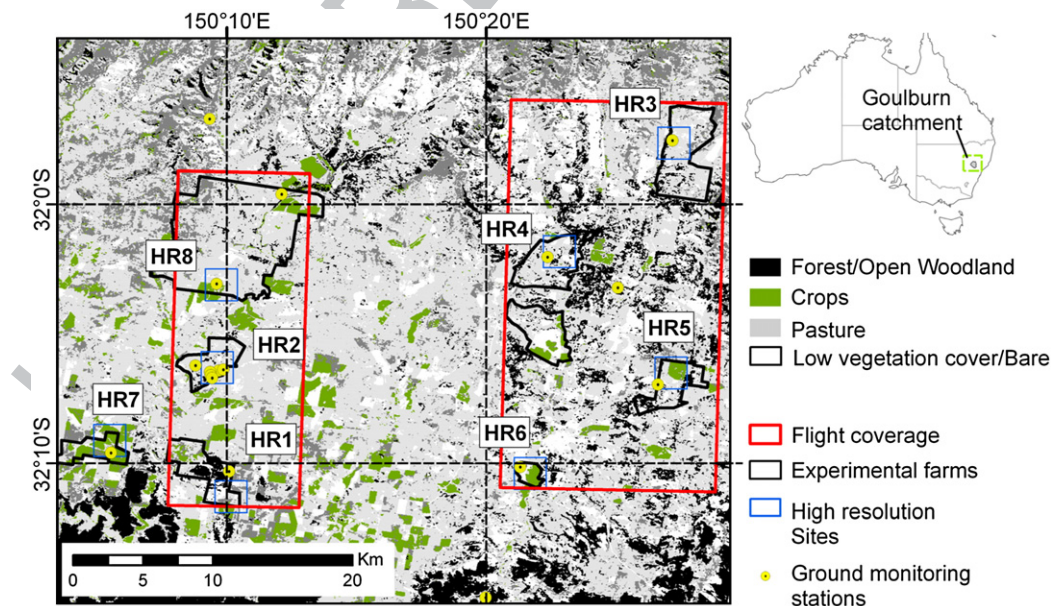 150°10'E
150°20'E
32°0'S
32°10'S
HR3
HR4
HR8
HR5
HR2
HR7
HR1
HR6
Km
0 5 10 20
Goulburn
catchment
Forest/Open Woodland
Crops
Pasture
Low vegetation cover/Bare
Flight coverage
Experimental farms
High resolution
Sites
Ground monitoring
stations